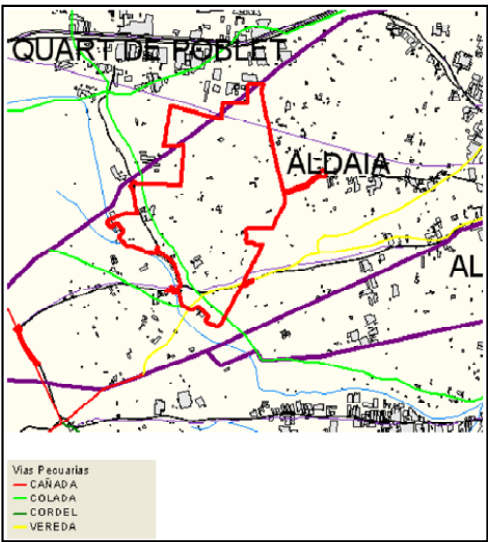 QUART DE POBLET
ALDAIA
AL
Vias Pecuarias
CAÑADA
COLADA
CORDEL
VEREDA